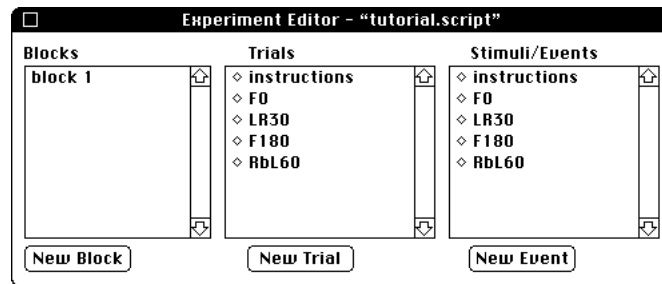 Experiment Editor - “tutorial.script”
Blocks
block 1
New Block
Trials
◇ instructions
◇ F0
◇ LR30
◇ F180
◇ RbL60
New Trial
Stimuli/Events
◇ instructions
◇ F0
◇ LR30
◇ F180
◇ RbL60
New Event